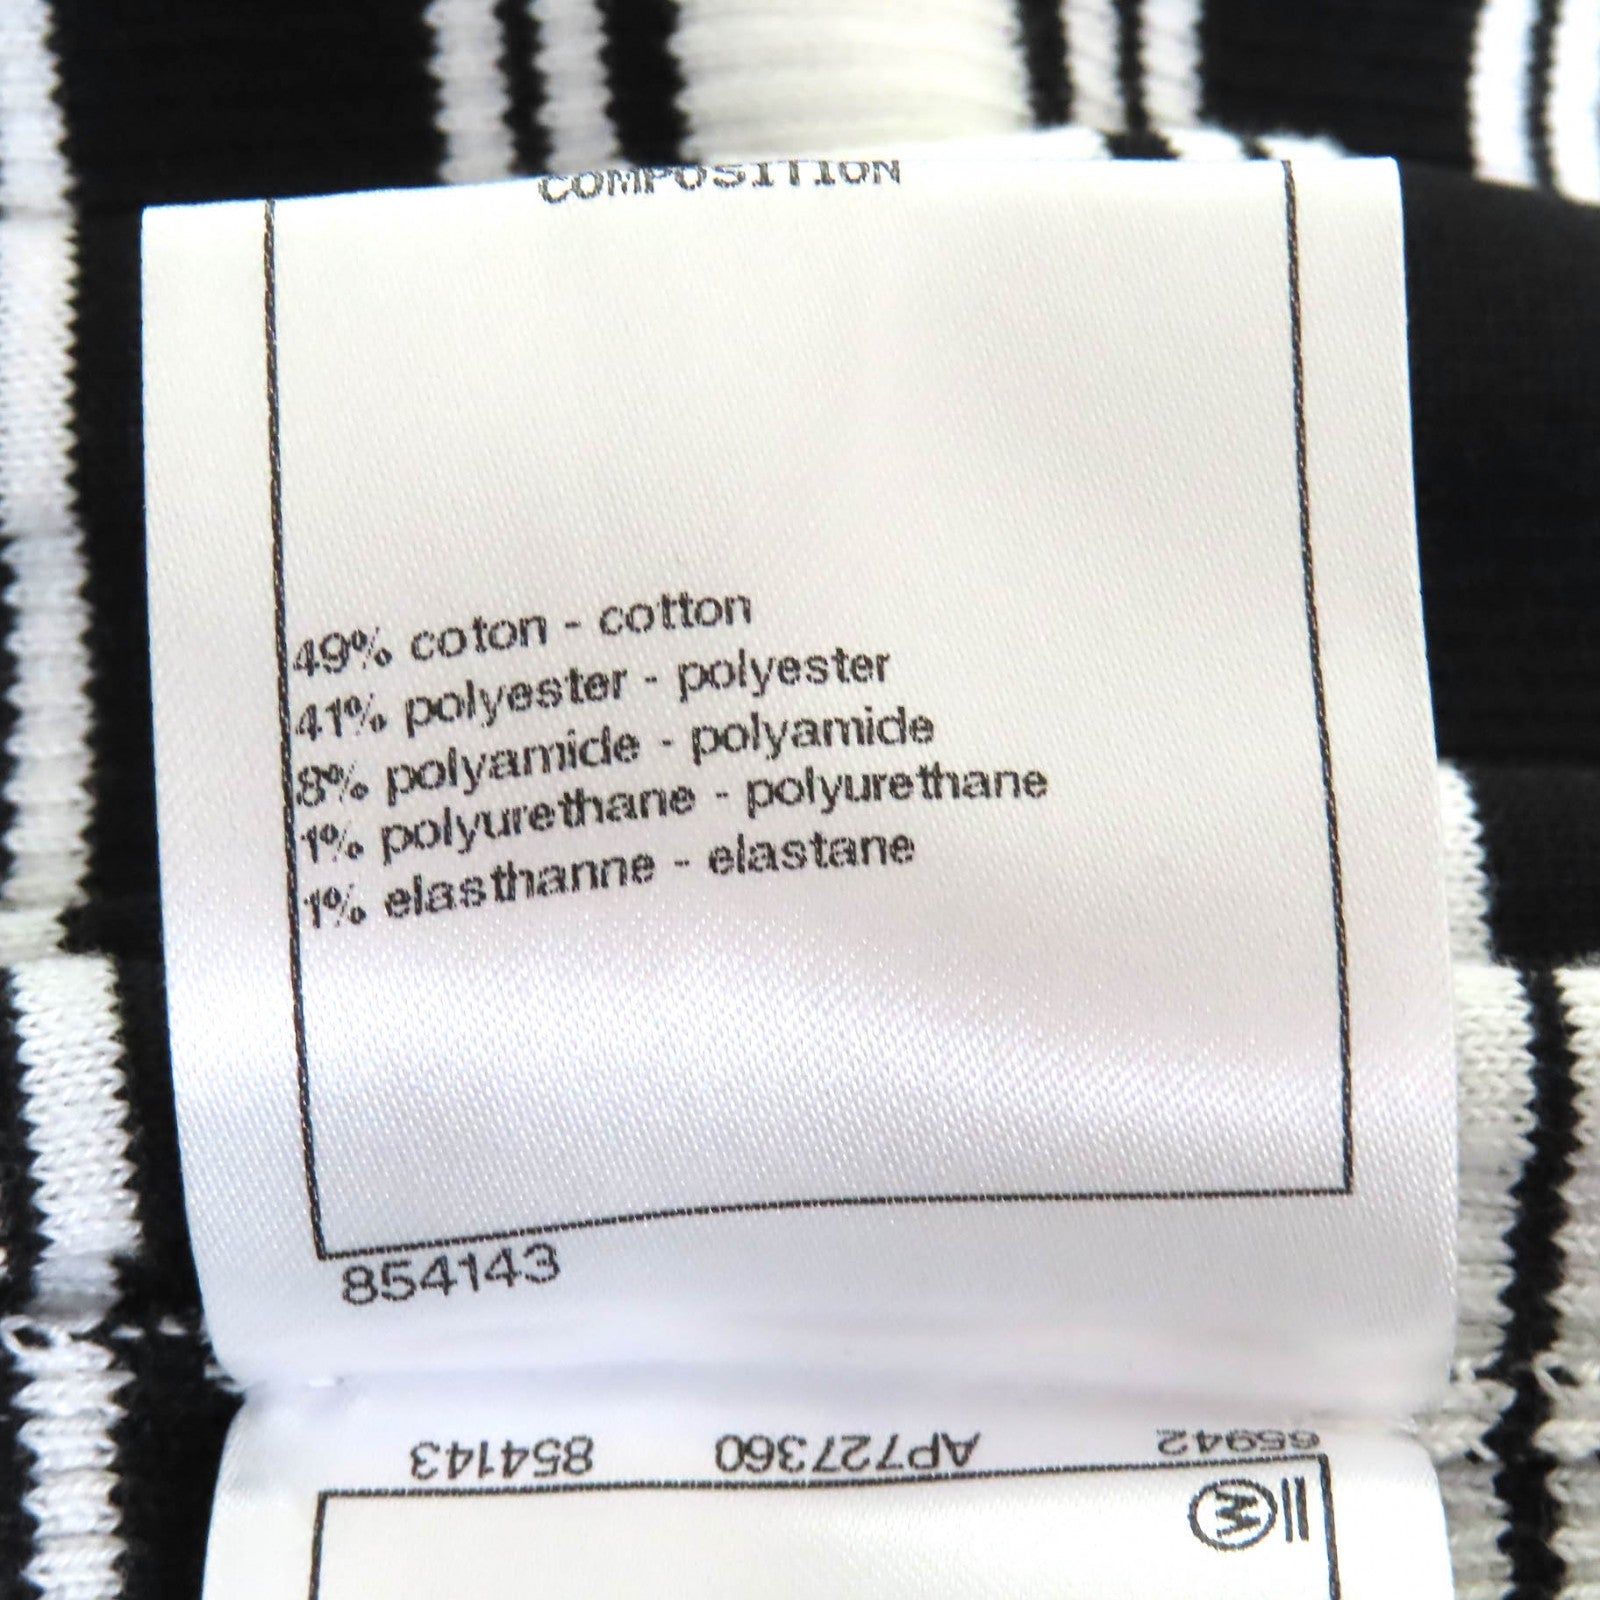 COMPOSITION
49% coton - cotton
41% polyester - polyester
8% polyamide - polyamide
1% polyurethane - polyurethane
1% elasthanne - elastane
854143
65942 AP727360 854143
W